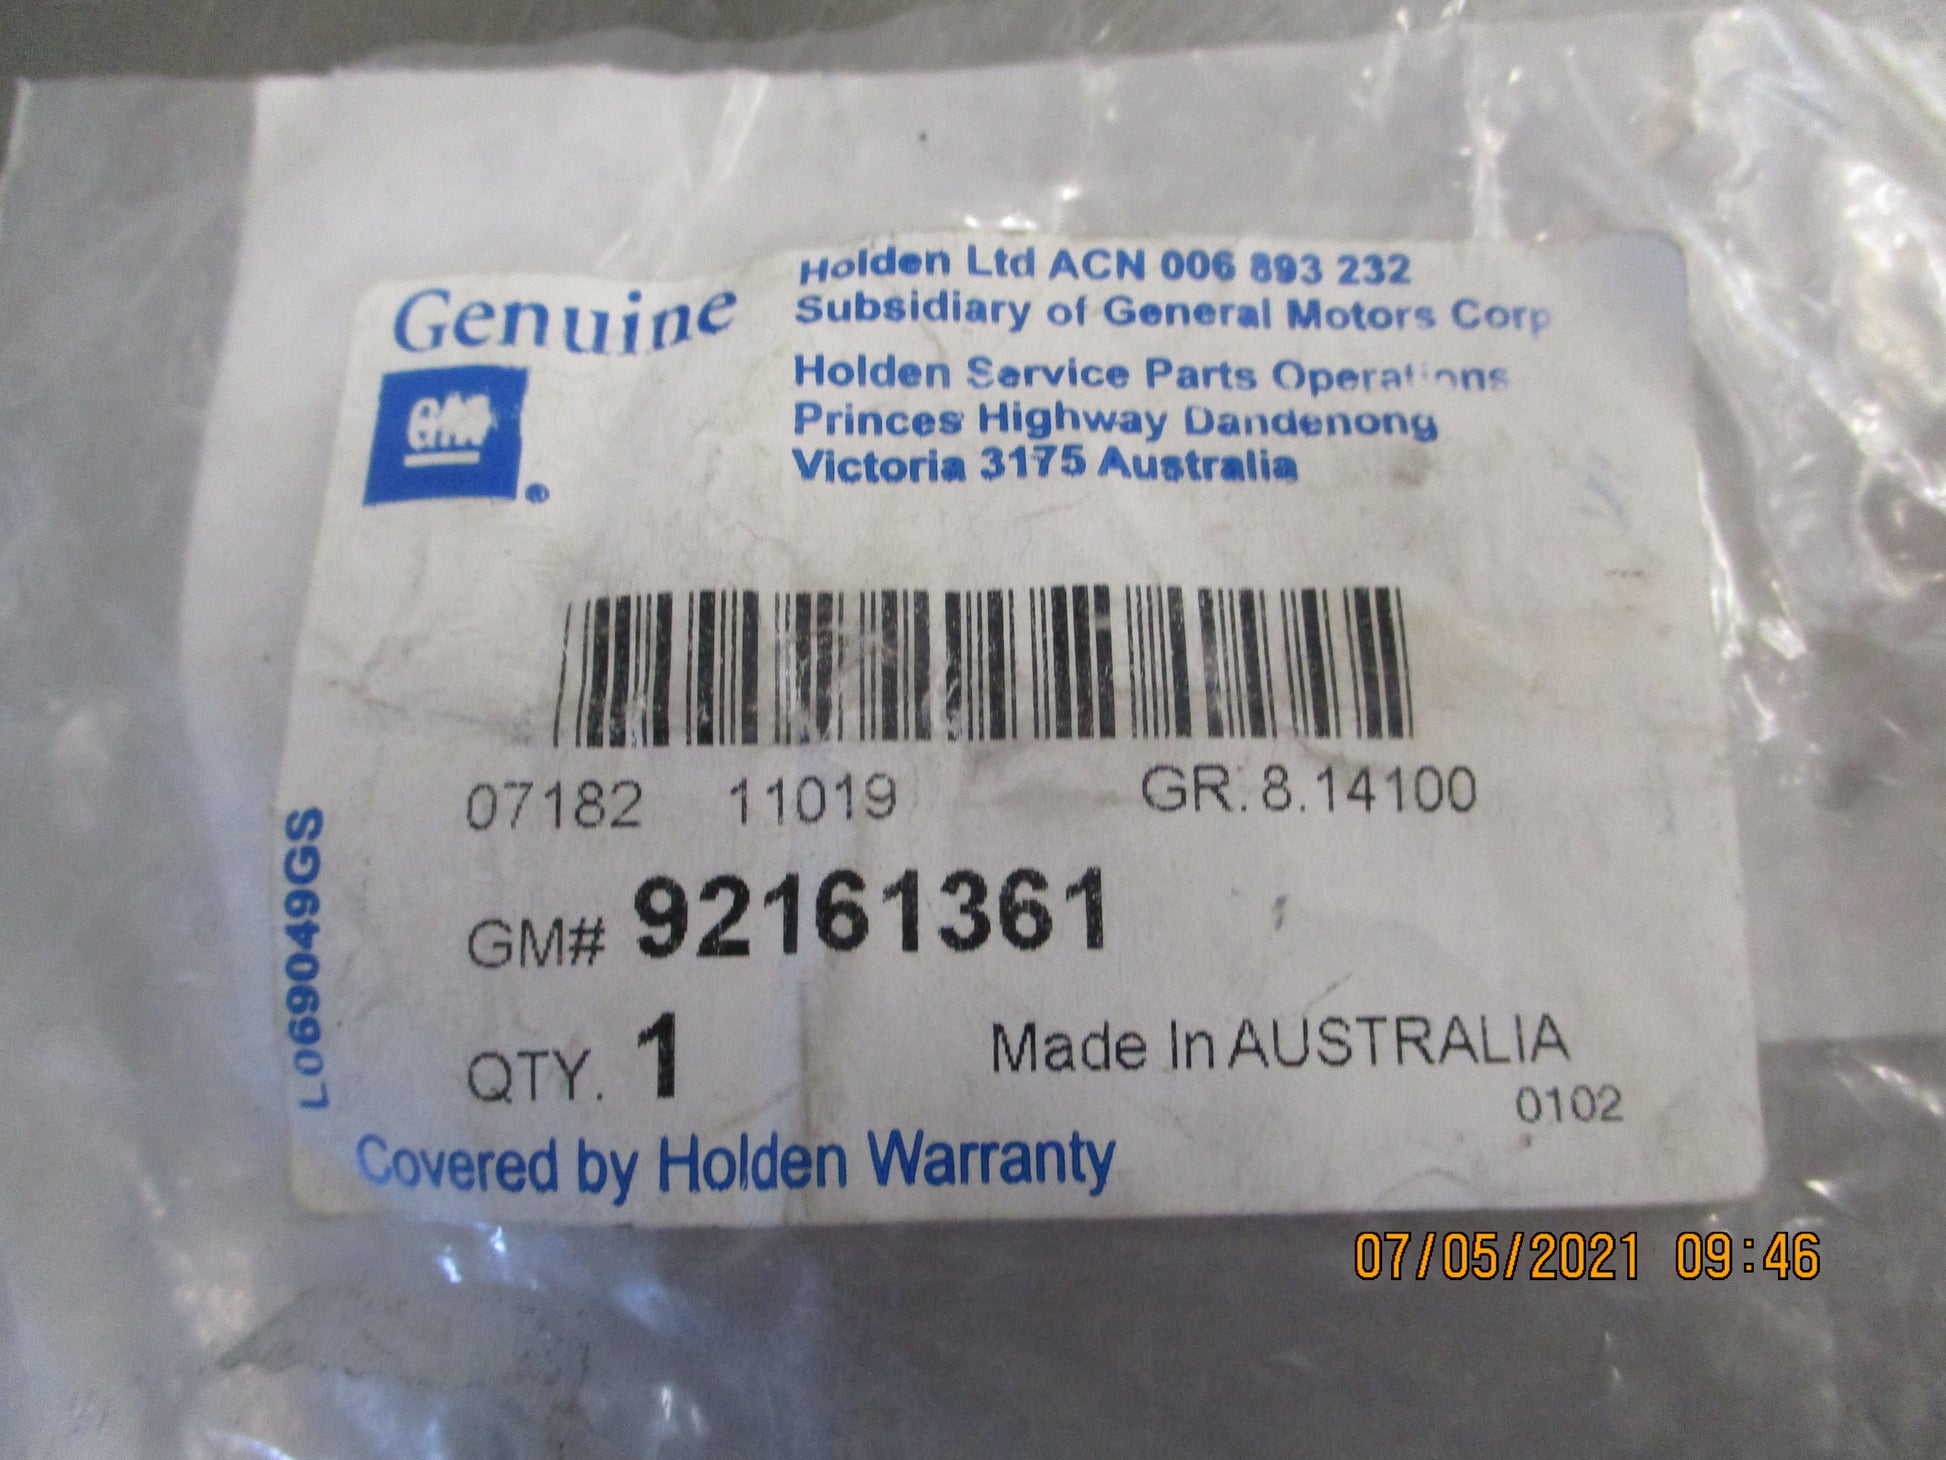 Genuine
GM
®
Holden Ltd ACN 006 893 232
Subsidiary of General Motors Corp
Holden Service Parts Operations
Princes Highway Dandenong
Victoria 3175 Australia
07182 11019 GR.8.14100
GM# 92161361
QTY. 1 Made In AUSTRALIA
0102
Covered by Holden Warranty
L069049GS
07/05/2021 09:46